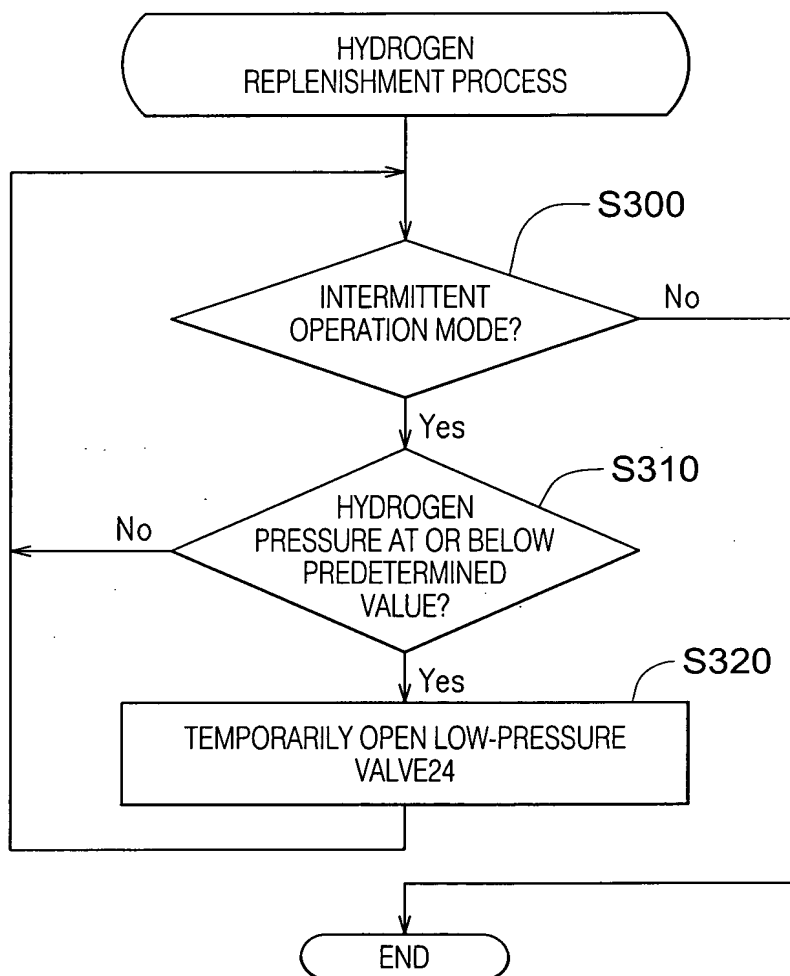 HYDROGEN
REPLENISHMENT PROCESS
S300
INTERMITTENT
OPERATION MODE?
No
Yes
S310
HYDROGEN
PRESSURE AT OR BELOW
PREDETERMINED
VALUE?
No
Yes
S320
TEMPORARILY OPEN LOW-PRESSURE
VALVE24
END